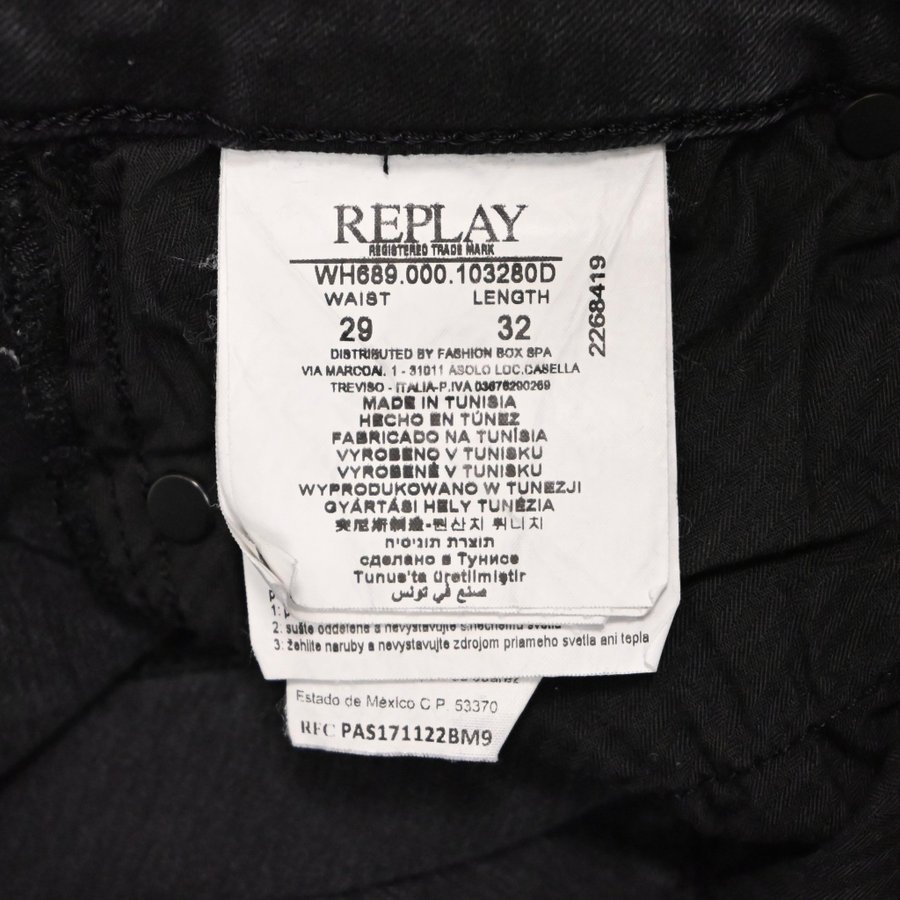 REPLAY
REGISTERED TRADE MARK
WH689.000.103280D
WAIST LENGTH
29 32
2268419
DISTRIBUTED BY FASHION BOX SPA
VIA MARCONI, 1 - 31011 ASOLO LOC.CASELLA
TREVISO - ITALIA-P.IVA 03676290269
MADE IN TUNISIA
HECHO EN TÚNEZ
FABRICADO NA TUNÍSIA
VYROBENO V TUNISKU
VYROBENÉ V TUNISKU
WYPRODUKOWANO W TUNEZJI
GYÁRTÁSI HELY TUNÉZIA
突尼斯制造-튀니치
תוצרת תוניסיה
сделано в Тунисе
Tunus'ta üretilmiştir
صنع في تونس
2. sušte oddelene a nevystavujte slnečnému svetlu
3. žehlite naruby a nevystavujte zdrojom priameho svetla ani tepla
Estado de México C.P. 53370
RFC PAS171122BM9